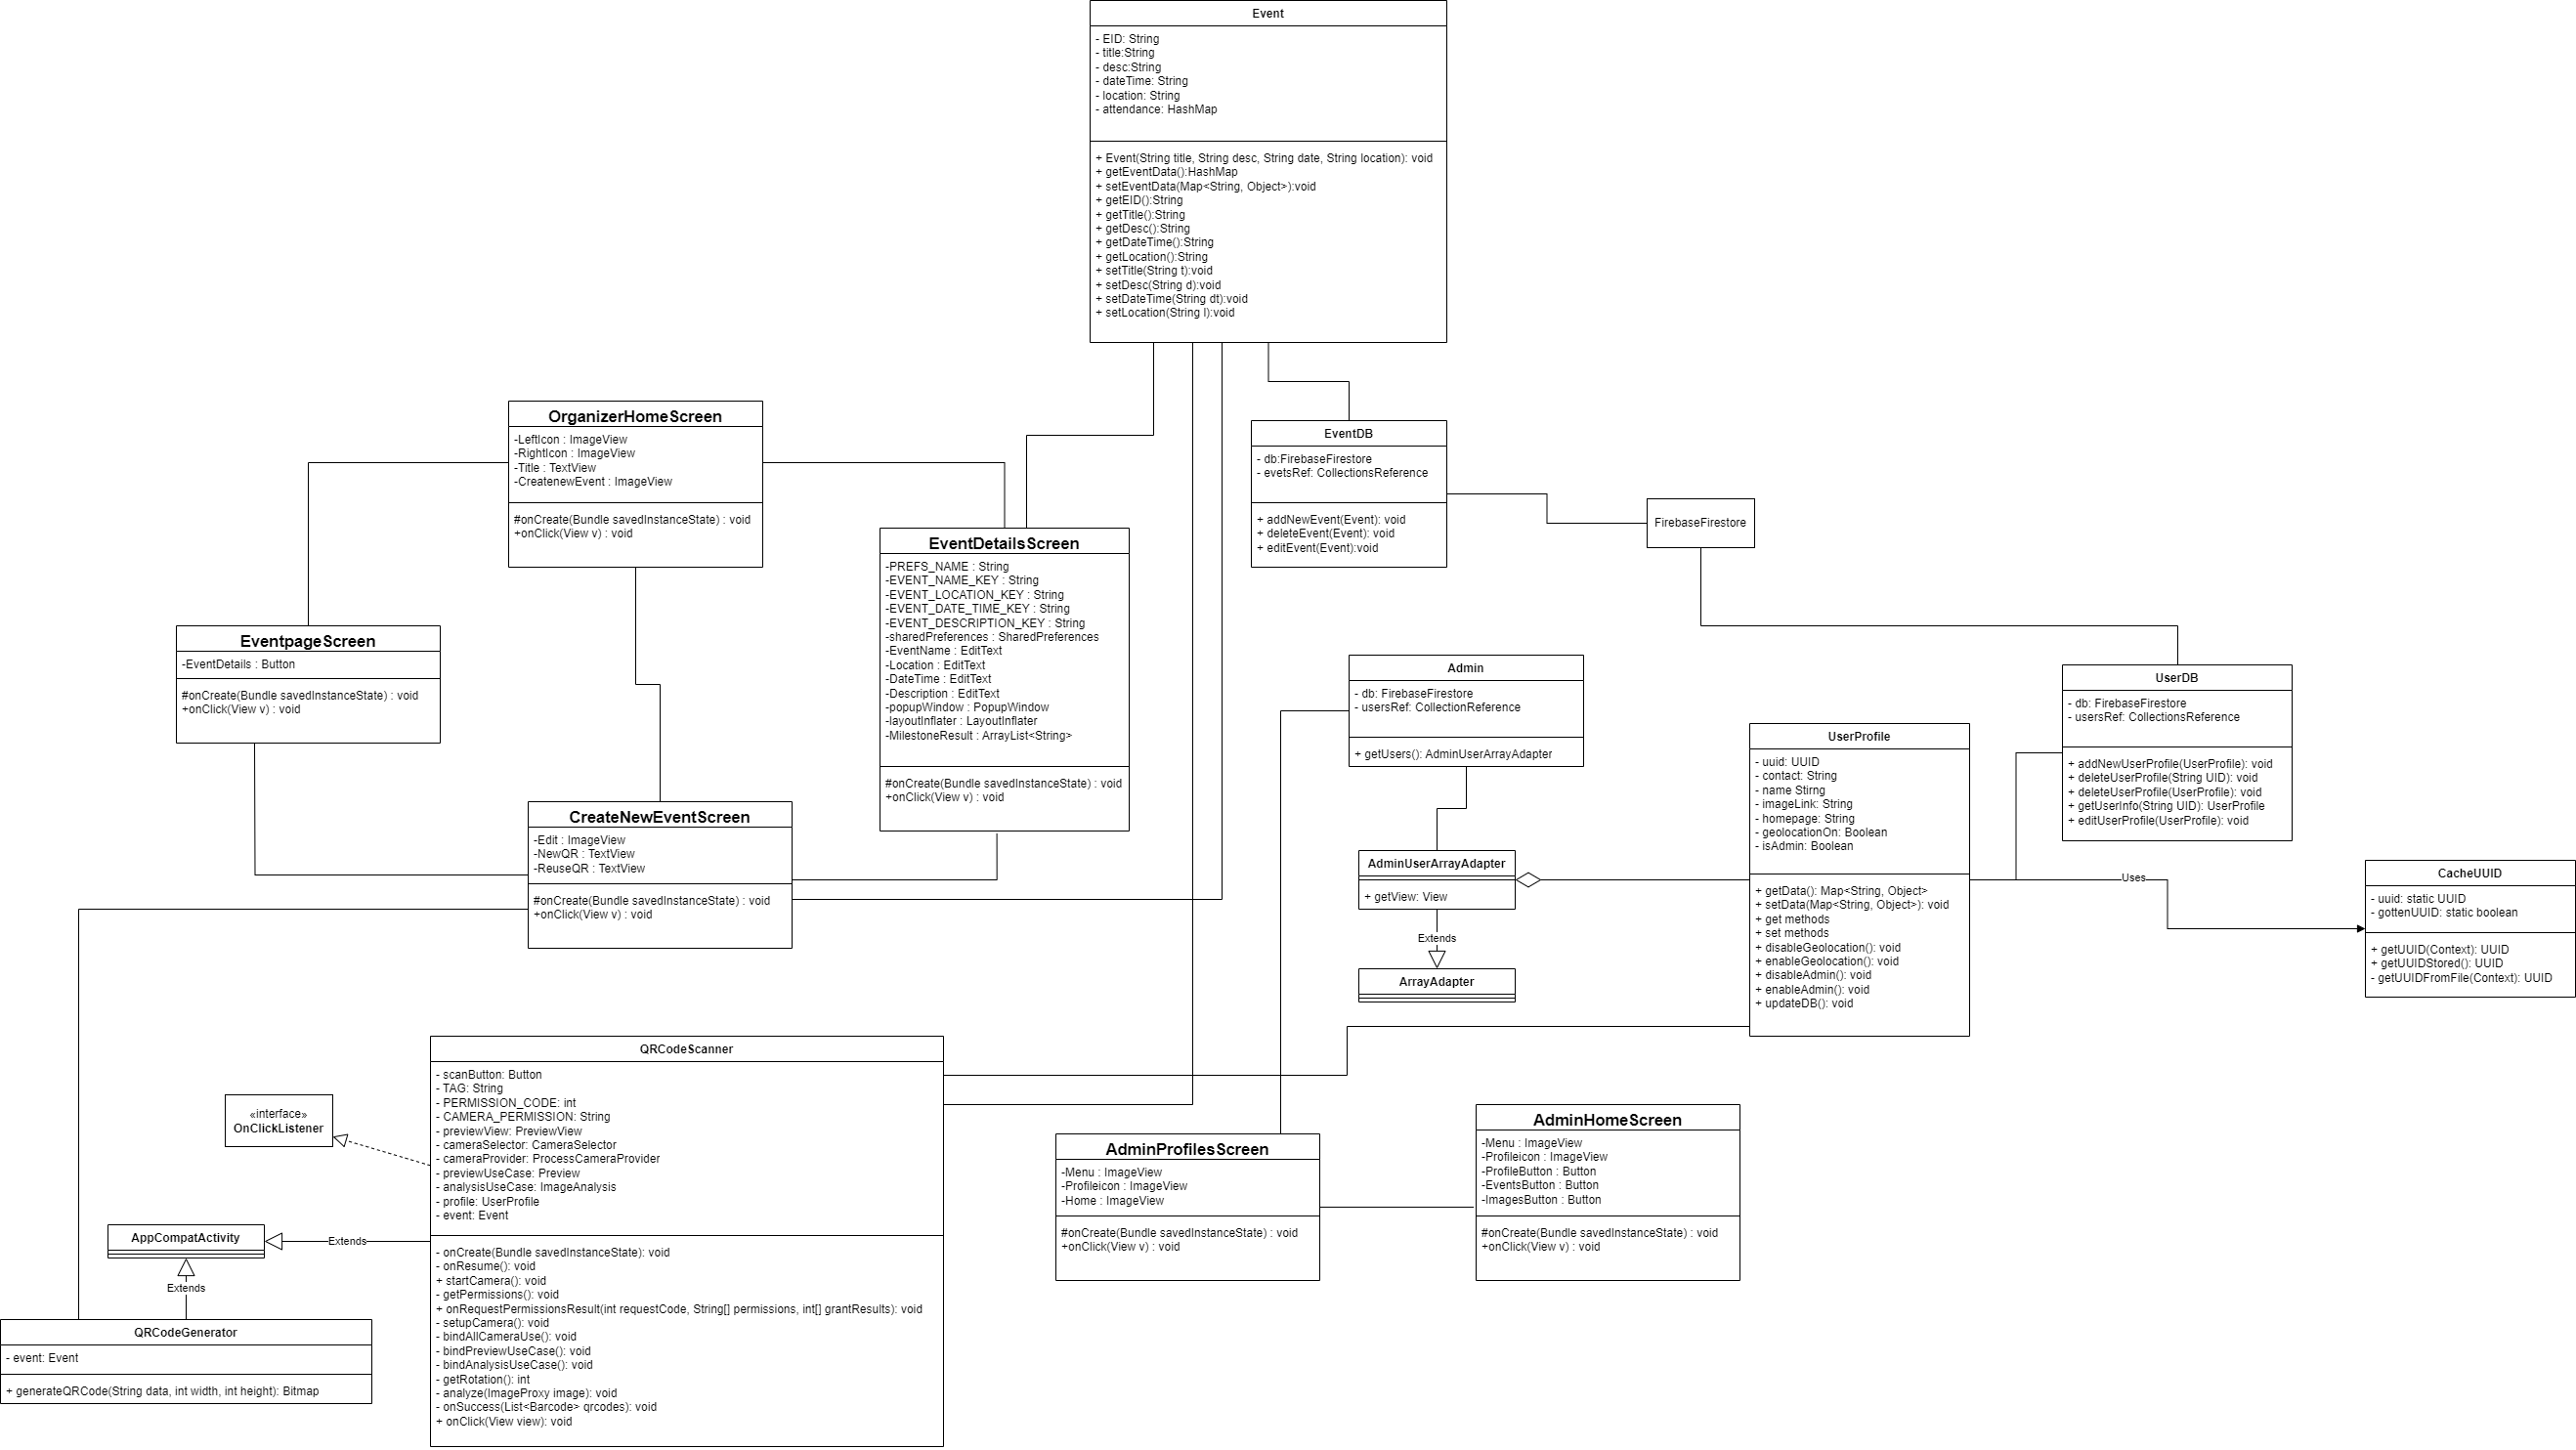 Event
- EID: String
- title:String
- desc:String
- dateTime: String
- location: String
- attendance: HashMap
+ Event(String title, String desc, String date, String location): void
+ getEventData():HashMap
+ setEventData(Map<String, Object>):void
+ getEID():String
+ getTitle():String
+ getDesc():String
+ getDateTime():String
+ getLocation():String
+ setTitle(String t):void
+ setDesc(String d):void
+ setDateTime(String dt):void
+ setLocation(String l):void
OrganizerHomeScreen
-LeftIcon : ImageView
-RightIcon : ImageView
-Title : TextView
-CreatenewEvent : ImageView
#onCreate(Bundle savedInstanceState) : void
+onClick(View v) : void
EventDB
- db:FirebaseFirestore
- evetsRef: CollectionsReference
+ addNewEvent(Event): void
+ deleteEvent(Event): void
+ editEvent(Event):void
FirebaseFirestore
EventDetailsScreen
-PREFS_NAME : String
-EVENT_NAME_KEY : String
-EVENT_LOCATION_KEY : String
-EVENT_DATE_TIME_KEY : String
-EVENT_DESCRIPTION_KEY : String
-sharedPreferences : SharedPreferences
-EventName : EditText
-Location : EditText
-DateTime : EditText
-Description : EditText
-popupWindow : PopupWindow
-layoutInflater : LayoutInflater
-MilestoneResult : ArrayList<String>
#onCreate(Bundle savedInstanceState) : void
+onClick(View v) : void
EventpageScreen
-EventDetails : Button
#onCreate(Bundle savedInstanceState) : void
+onClick(View v) : void
Admin
- db: FirebaseFirestore
- usersRef: CollectionReference
+ getUsers(): AdminUserArrayAdapter
UserDB
- db: FirebaseFirestore
- usersRef: CollectionsReference
+ addNewUserProfile(UserProfile): void
+ deleteUserProfile(String UID): void
+ deleteUserProfile(UserProfile): void
+ getUserInfo(String UID): UserProfile
+ editUserProfile(UserProfile): void
UserProfile
- uuid: UUID
- contact: String
- name Stirng
- imageLink: String
- homepage: String
- geolocationOn: Boolean
- isAdmin: Boolean
+ getData(): Map<String, Object>
+ setData(Map<String, Object>): void
+ get methods
+ set methods
+ disableGeolocation(): void
+ enableGeolocation(): void
+ disableAdmin(): void
+ enableAdmin(): void
+ updateDB(): void
CreateNewEventScreen
-Edit : ImageView
-NewQR : TextView
-ReuseQR : TextView
#onCreate(Bundle savedInstanceState) : void
+onClick(View v) : void
AdminUserArrayAdapter
+ getView: View
Extends
ArrayAdapter
Uses
CacheUUID
- uuid: static UUID
- gottenUUID: static boolean
+ getUUID(Context): UUID
+ getUUIDStored(): UUID
- getUUIDFromFile(Context): UUID
QRCodeScanner
- scanButton: Button
- TAG: String
- PERMISSION_CODE: int
- CAMERA_PERMISSION: String
- previewView: PreviewView
- cameraSelector: CameraSelector
- cameraProvider: ProcessCameraProvider
- previewUseCase: Preview
- analysisUseCase: ImageAnalysis
- profile: UserProfile
- event: Event
- onCreate(Bundle savedInstanceState): void
- onResume(): void
+ startCamera(): void
- getPermissions(): void
+ onRequestPermissionsResult(int requestCode, String[] permissions, int[] grantResults): void
- setupCamera(): void
- bindAllCameraUse(): void
- bindPreviewUseCase(): void
- bindAnalysisUseCase(): void
- getRotation(): int
- analyze(ImageProxy image): void
- onSuccess(List<Barcode> qrcodes): void
+ onClick(View view): void
«interface»
OnClickListener
AppCompatActivity
Extends
Extends
QRCodeGenerator
- event: Event
+ generateQRCode(String data, int width, int height): Bitmap
AdminProfilesScreen
-Menu : ImageView
-Profileicon : ImageView
-Home : ImageView
#onCreate(Bundle savedInstanceState) : void
+onClick(View v) : void
AdminHomeScreen
-Menu : ImageView
-Profileicon : ImageView
-ProfileButton : Button
-EventsButton : Button
-ImagesButton : Button
#onCreate(Bundle savedInstanceState) : void
+onClick(View v) : void